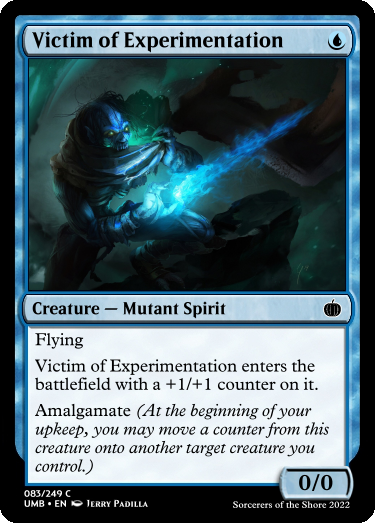 Victim of Experimentation
Creature — Mutant Spirit
Flying
Victim of Experimentation enters the
battlefield with a +1/+1 counter on it.
Amalgamate (At the beginning of your
upkeep, you may move a counter from this
creature onto another target creature you
control.)
0/0
083/249 C
UMB • EN JERRY PADILLA
Sorcerers of the Shore 2022